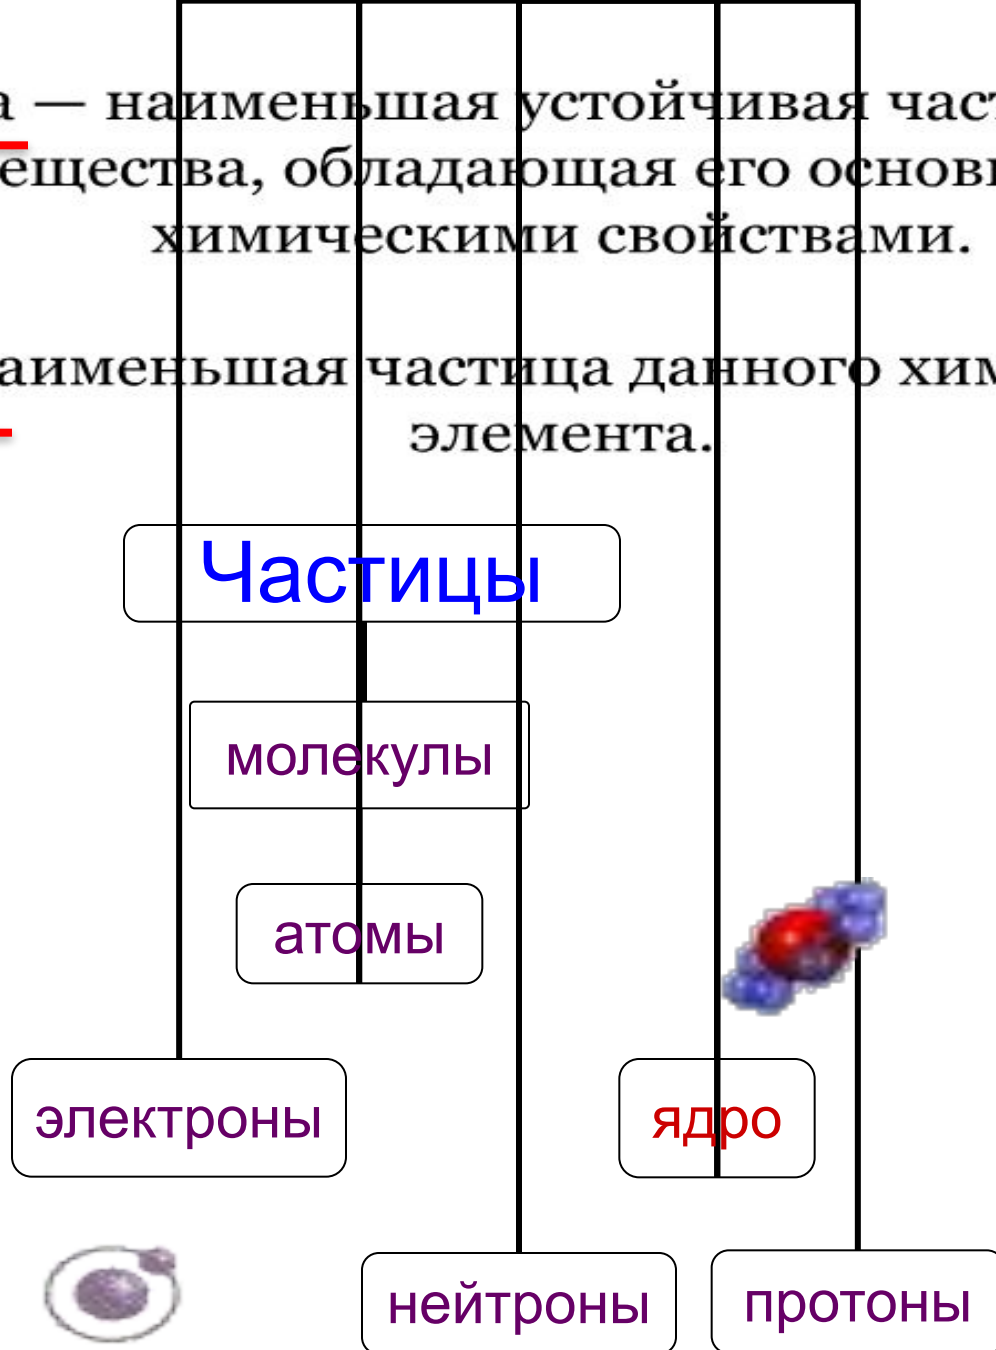 а — наименьшая устойчивая част
ещества, обладающая его основн
химическими свойствами.
аименьшая частица данного хим
элемента.
Частицы
молекулы
атомы
электроны
ядро
нейтроны
протоны